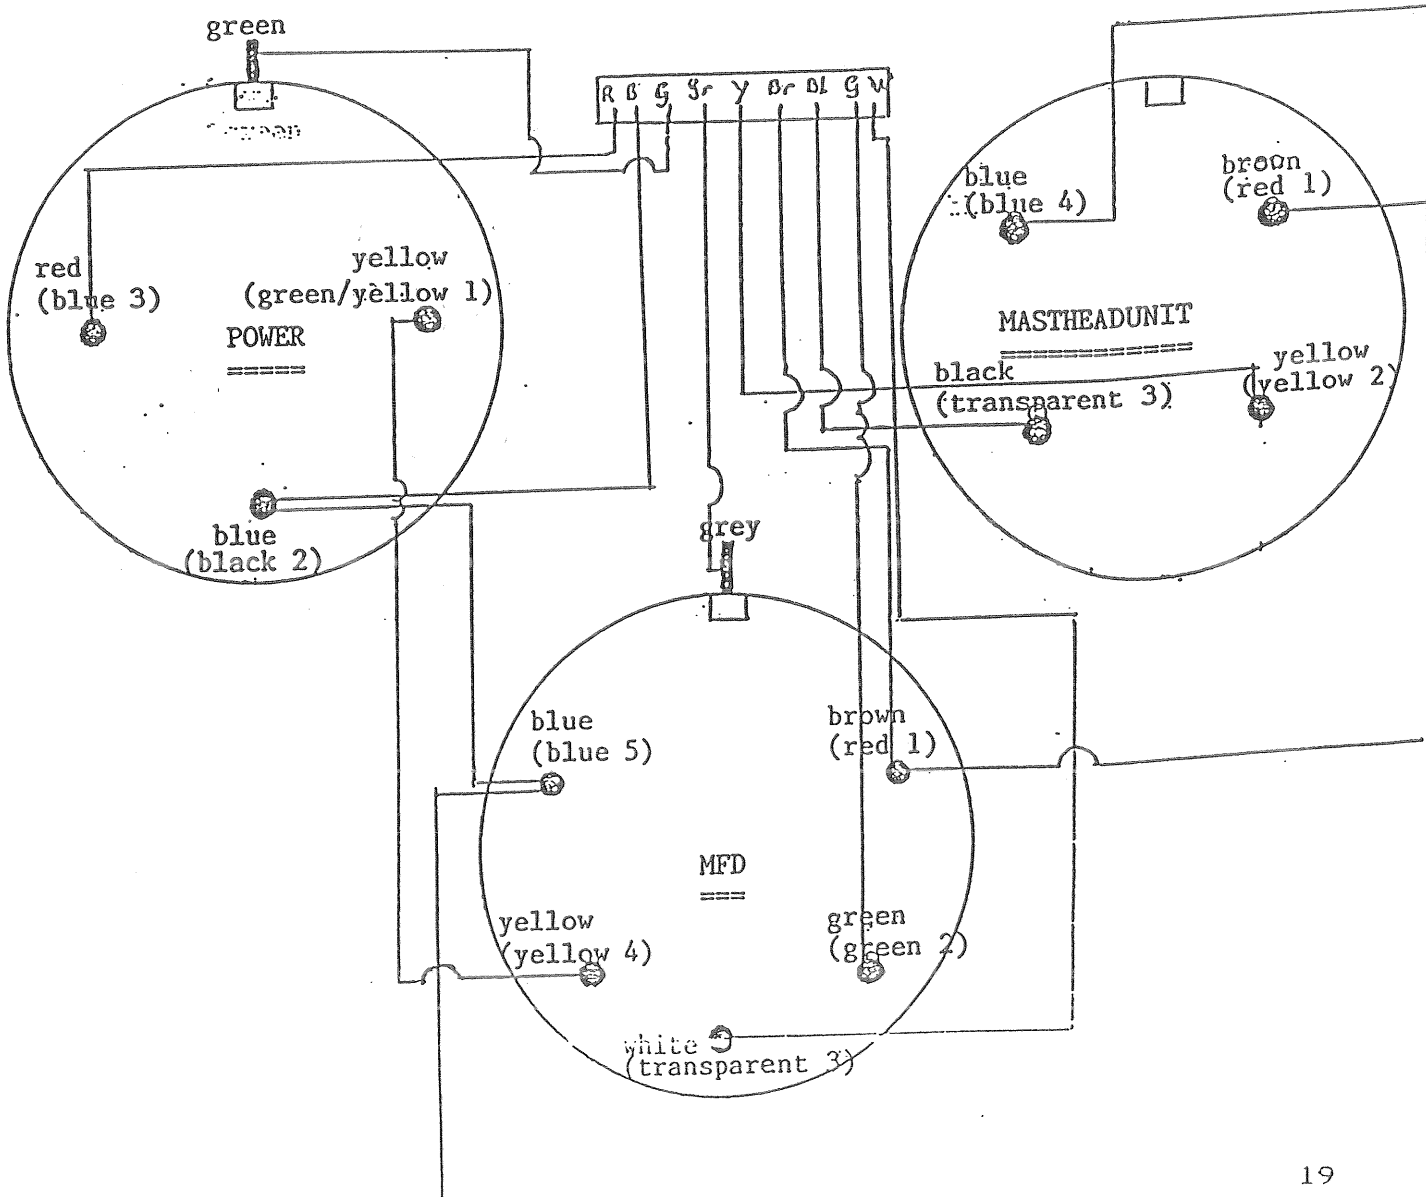 green
R B G Gr Y Br Bl G W
blue
(blue 4)
broon
(red 1)
red
(blue 3)
yellow
(green/yellow 1)
POWER
=====
MASTHEADUNIT
============
black
(transparent 3)
yellow
(yellow 2)
blue
(black 2)
grey
blue
(blue 5)
brown
(red 1)
MFD
===
yellow
(yellow 4)
green
(green 2)
white
(transparent 3)
19